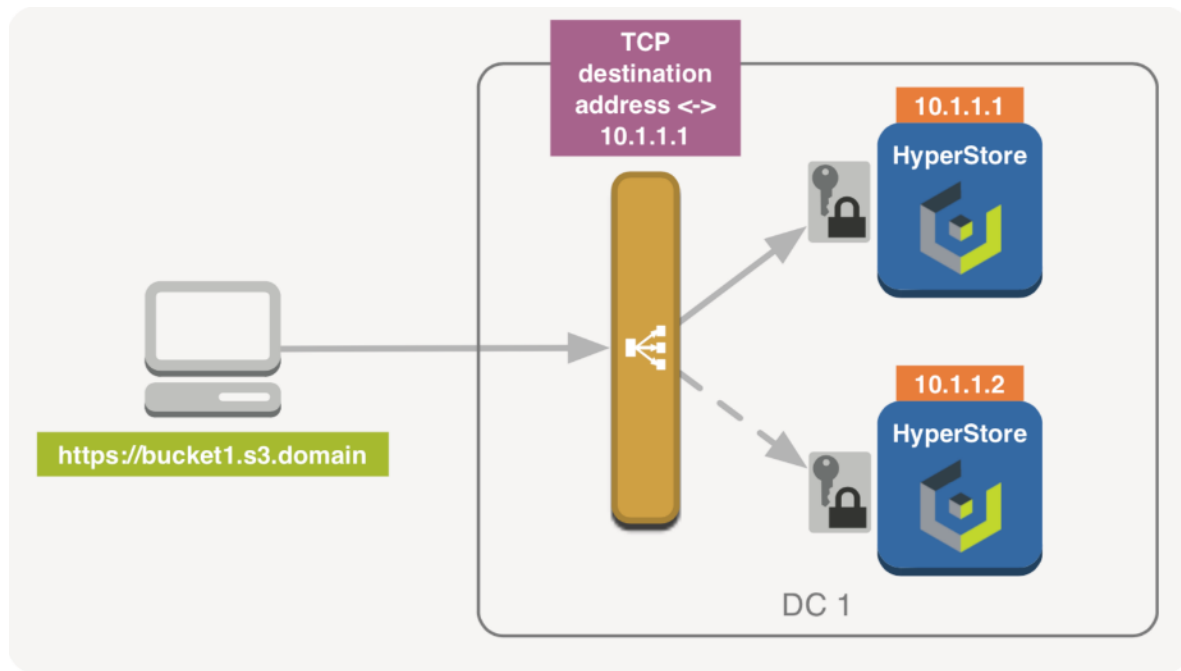 TCP
destination
address <->
10.1.1.1
10.1.1.1
HyperStore
https://bucket1.s3.domain
10.1.1.2
HyperStore
DC 1